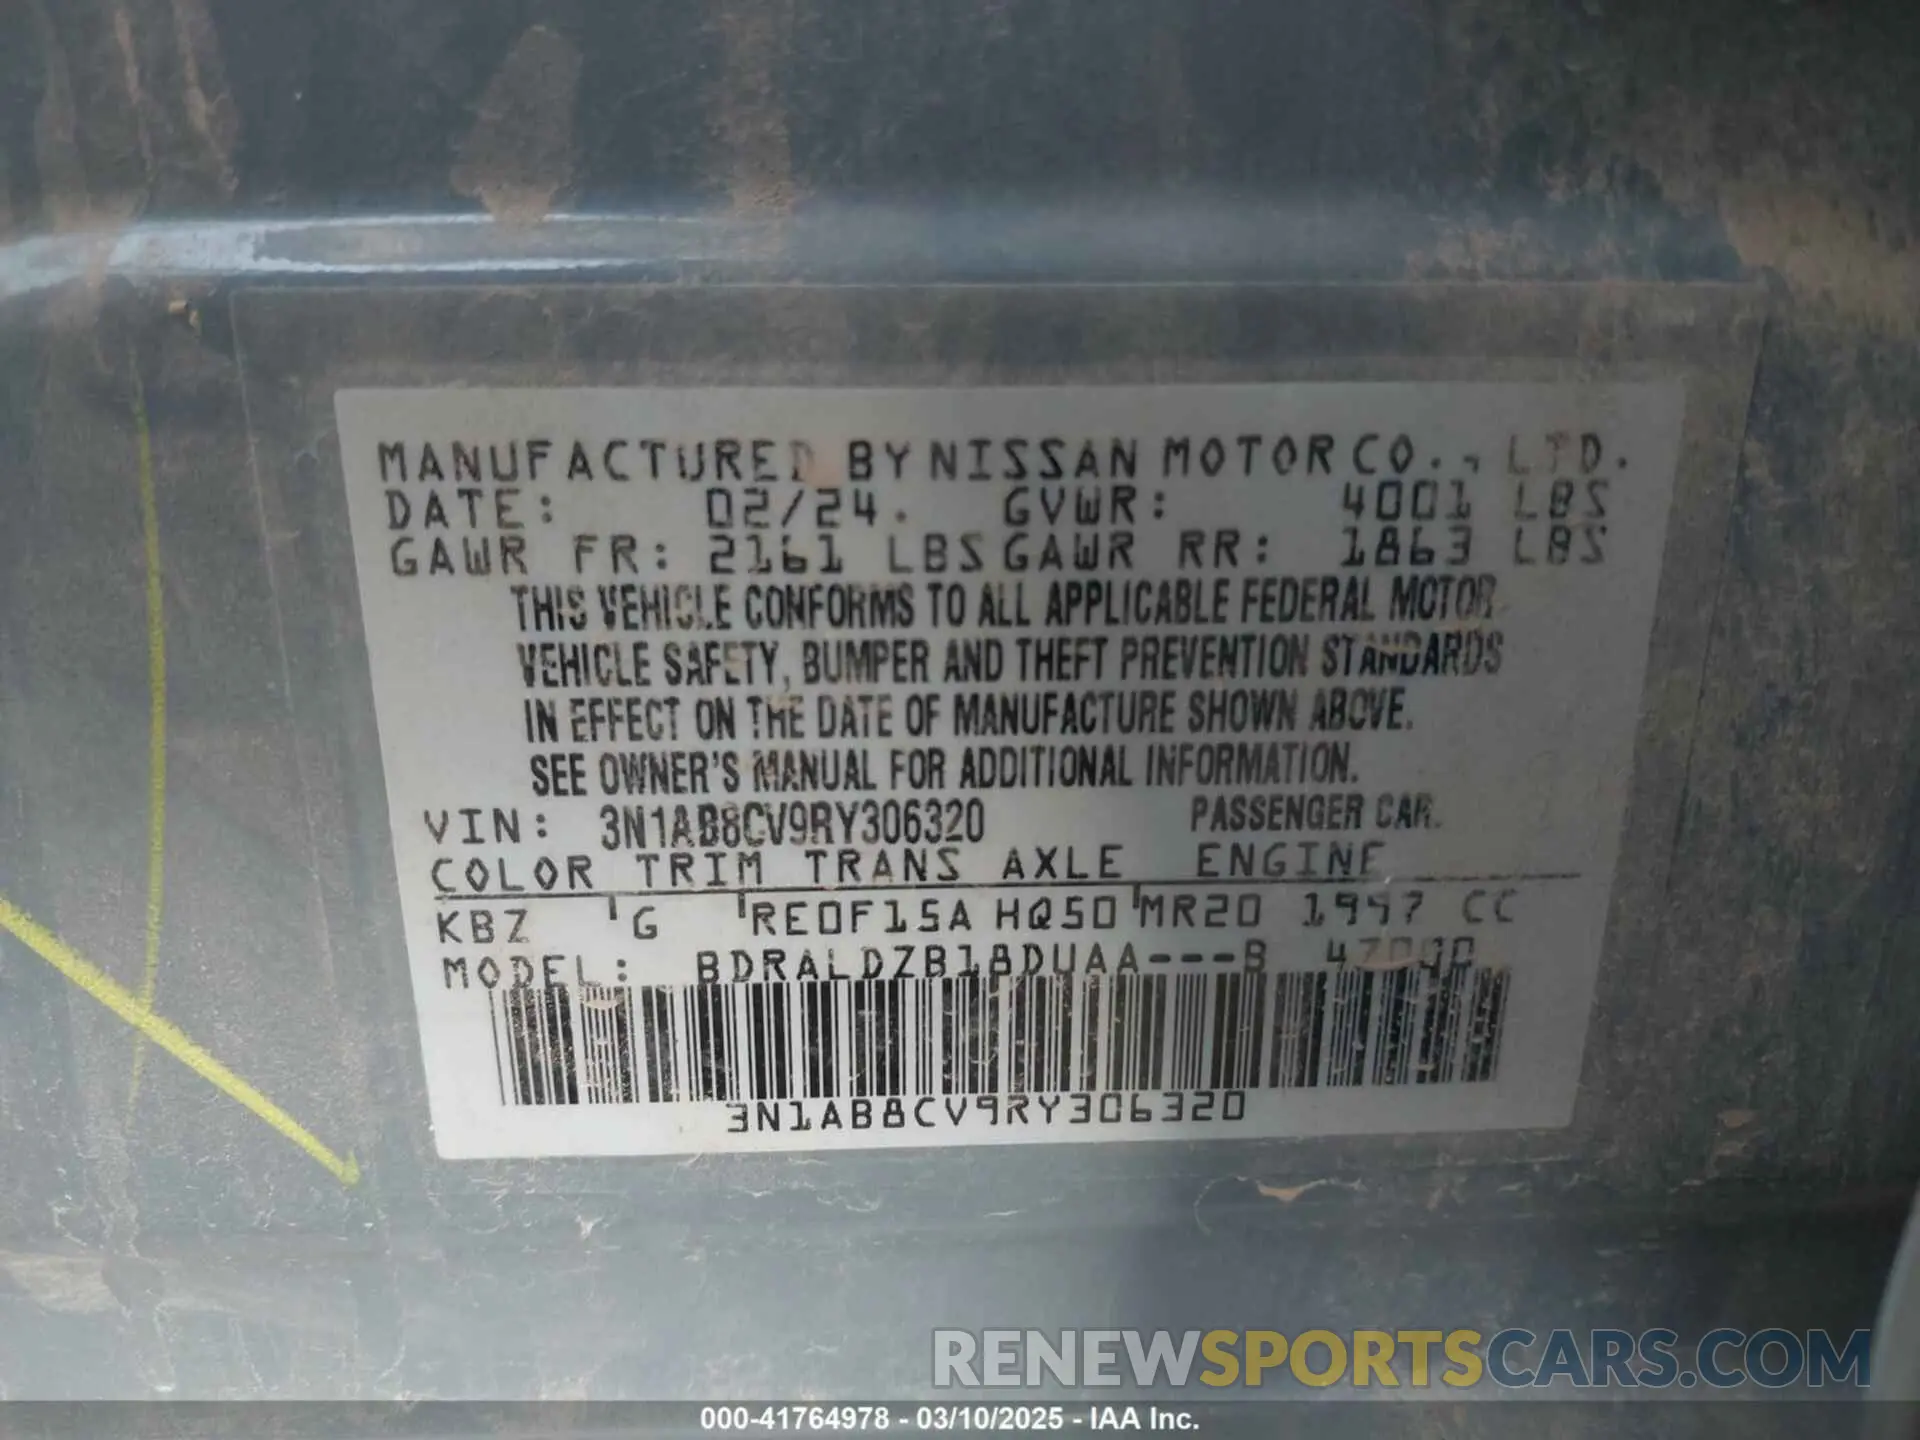 MANUFACTURED BY NISSAN MOTOR CO., LTD.
DATE: 02/24. GVWR: 4001 LBS
GAWR FR: 2161 LBS GAWR RR: 1863 LBS
THIS VEHICLE CONFORMS TO ALL APPLICABLE FEDERAL MOTOR
VEHICLE SAFETY, BUMPER AND THEFT PREVENTION STANDARDS
IN EFFECT ON THE DATE OF MANUFACTURE SHOWN ABOVE.
SEE OWNER'S MANUAL FOR ADDITIONAL INFORMATION.
VIN: 3N1AB8CV9RY306320 PASSENGER CAR.
COLOR TRIM TRANS AXLE ENGINE
KBZ G RE0F15A HQ50 MR20 1997 CC
MODEL: BDRALDZB18DUAA---B
3N1AB8CV9RY306320
RENEWSPORTSCARS.COM
000-41764978 - 03/10/2025 - IAA Inc.